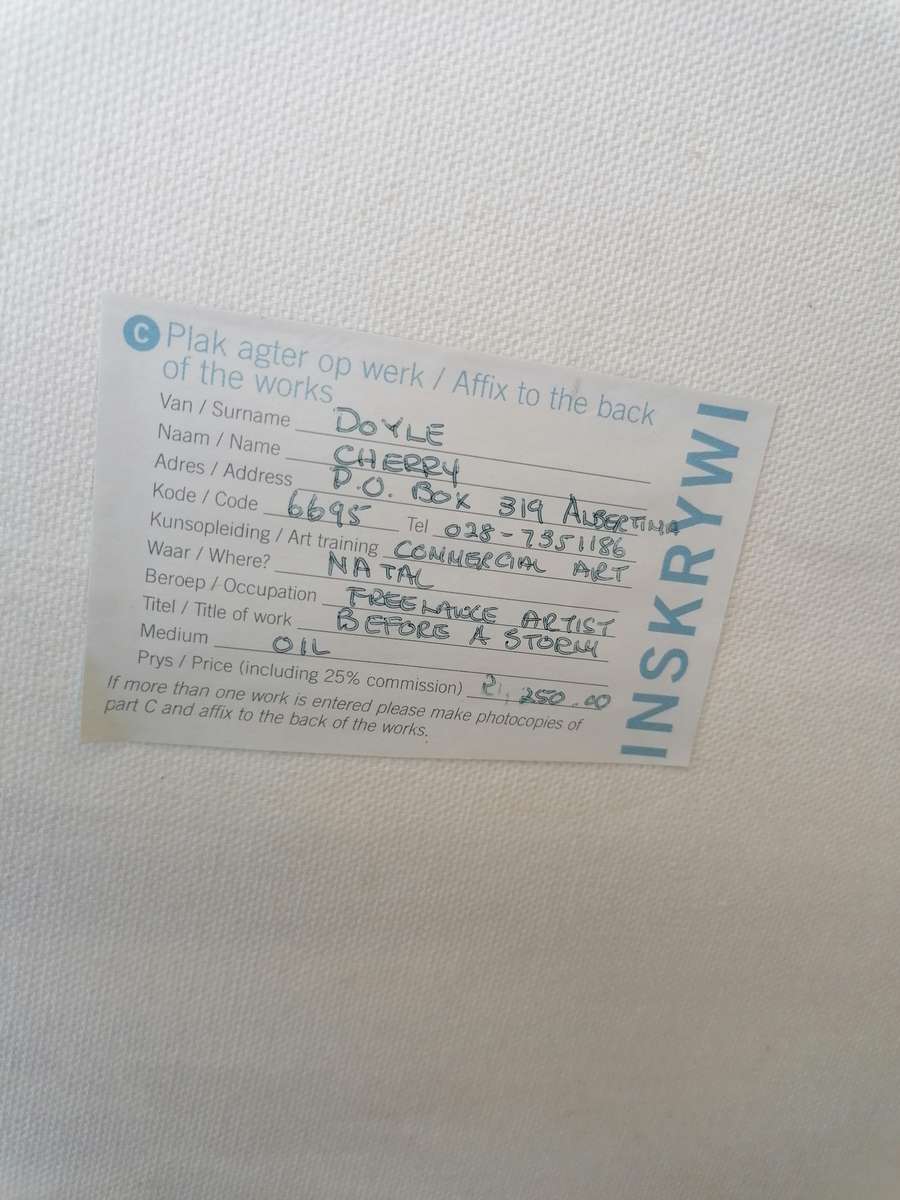 C Plak agter op werk / Affix to the back
of the works
Van / Surname DOYLE
Naam / Name CHERRY
Adres / Address P.O. BOX 319 ALBERTINIA
Kode / Code 6695 Tel 028-7351186
Kunsopleiding / Art training COMMERCIAL ART
Waar / Where? NATAL
Beroep / Occupation FREELANCE ARTIST
Titel / Title of work BEFORE A STORM
Medium OIL
Prys / Price (including 25% commission) 250.00
If more than one work is entered please make photocopies of
part C and affix to the back of the works.
INSKRYWI